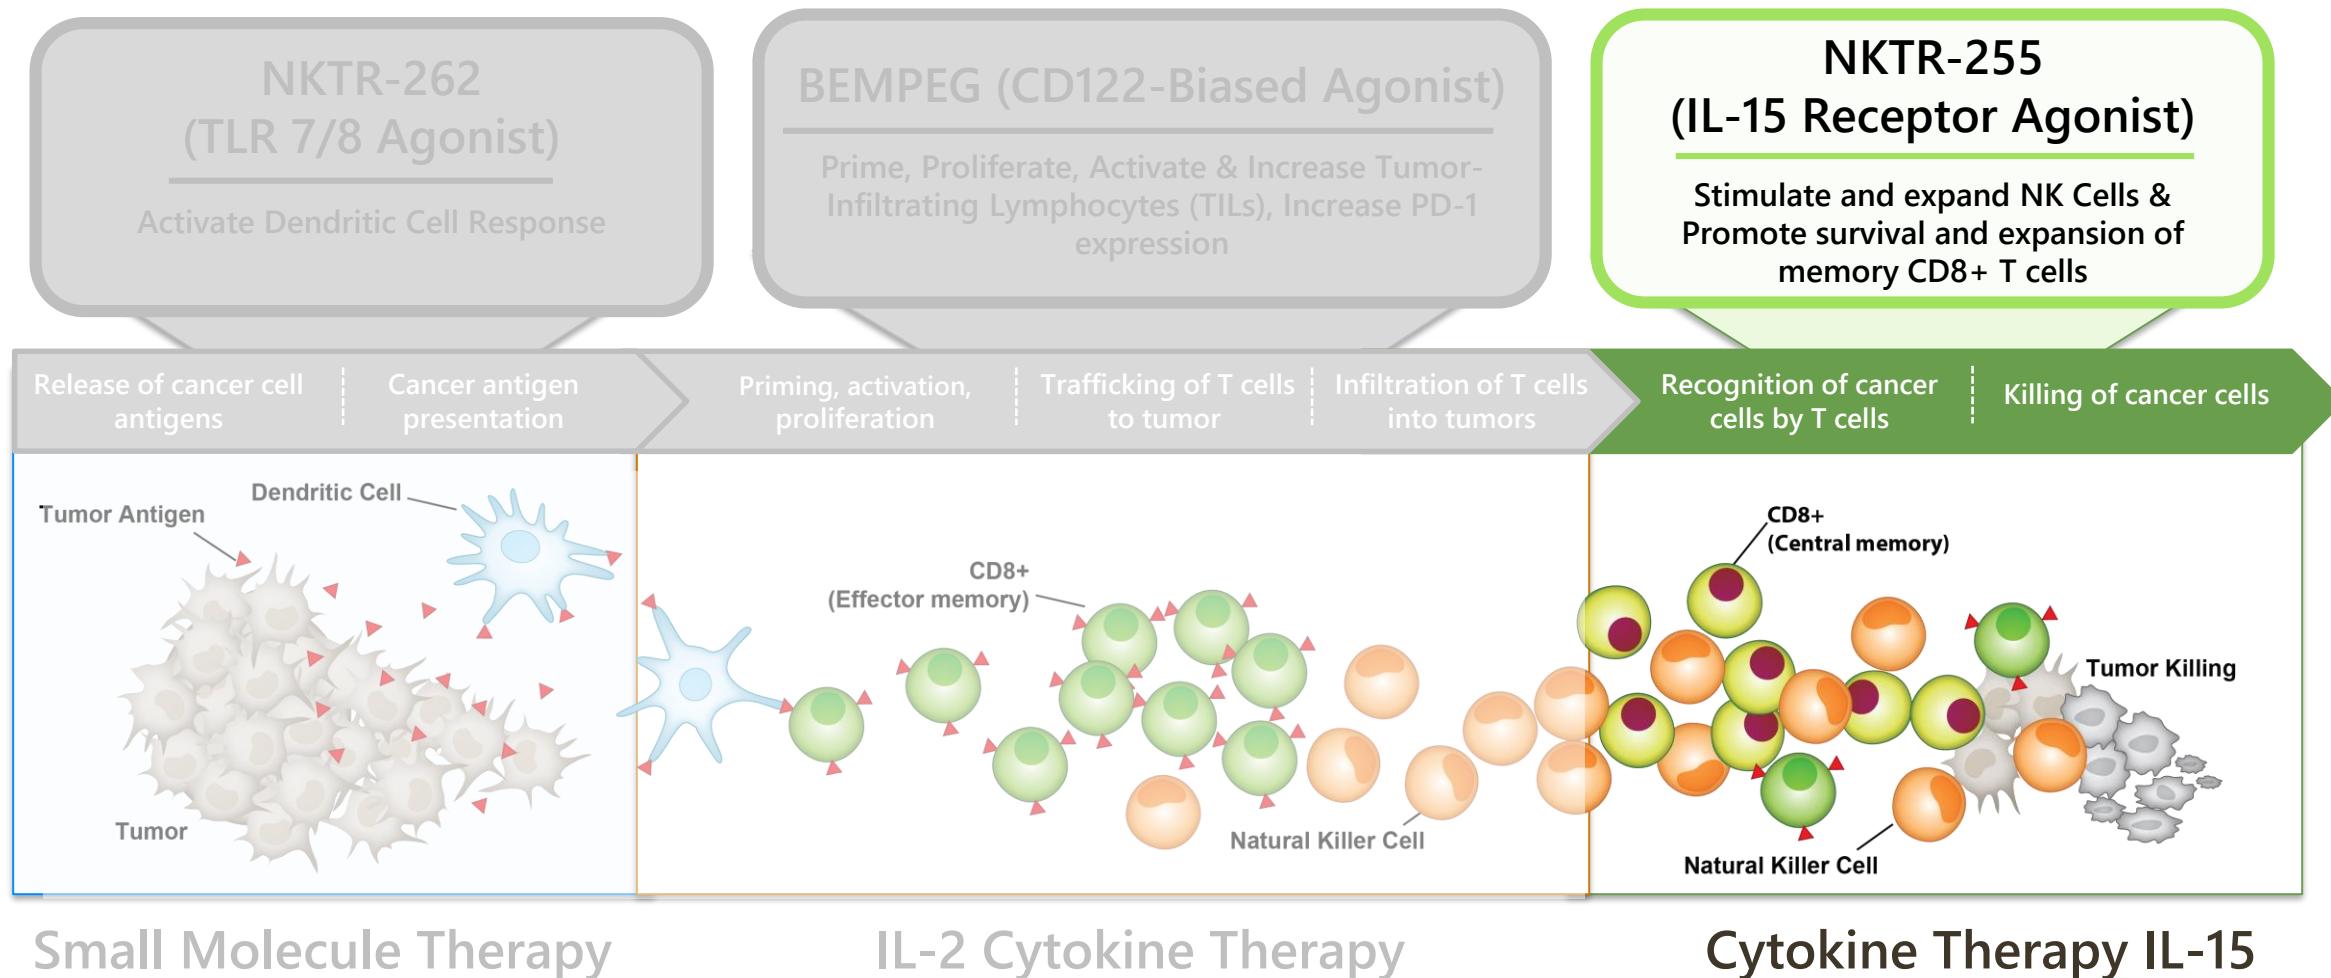 NKTR-262
(TLR 7/8 Agonist)
Activate Dendritic Cell Response
BEMPEG (CD122-Biased Agonist)
Prime, Proliferate, Activate & Increase Tumor-
Infiltrating Lymphocytes (TILs), Increase PD-1
expression
NKTR-255
(IL-15 Receptor Agonist)
Stimulate and expand NK Cells &
Promote survival and expansion of
memory CD8+ T cells
Release of cancer cell
antigens
Cancer antigen
presentation
Priming, activation,
proliferation
Trafficking of T cells
to tumor
Infiltration of T cells
into tumors
Recognition of cancer
cells by T cells
Killing of cancer cells
Dendritic Cell
Tumor Antigen
Tumor
CD8+
(Effector memory)
Natural Killer Cell
CD8+
(Central memory)
Tumor Killing
Natural Killer Cell
Small Molecule Therapy
IL-2 Cytokine Therapy
Cytokine Therapy IL-15